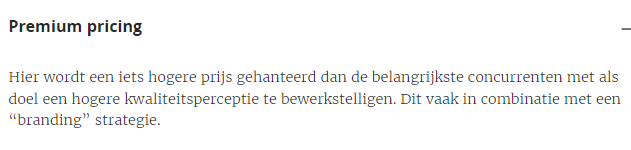 Premium pricing
Hier wordt een iets hogere prijs gehanteerd dan de belangrijkste concurrenten met als
doel een hogere kwaliteitsperceptie te bewerkstelligen. Dit vaak in combinatie met een
“branding” strategie.